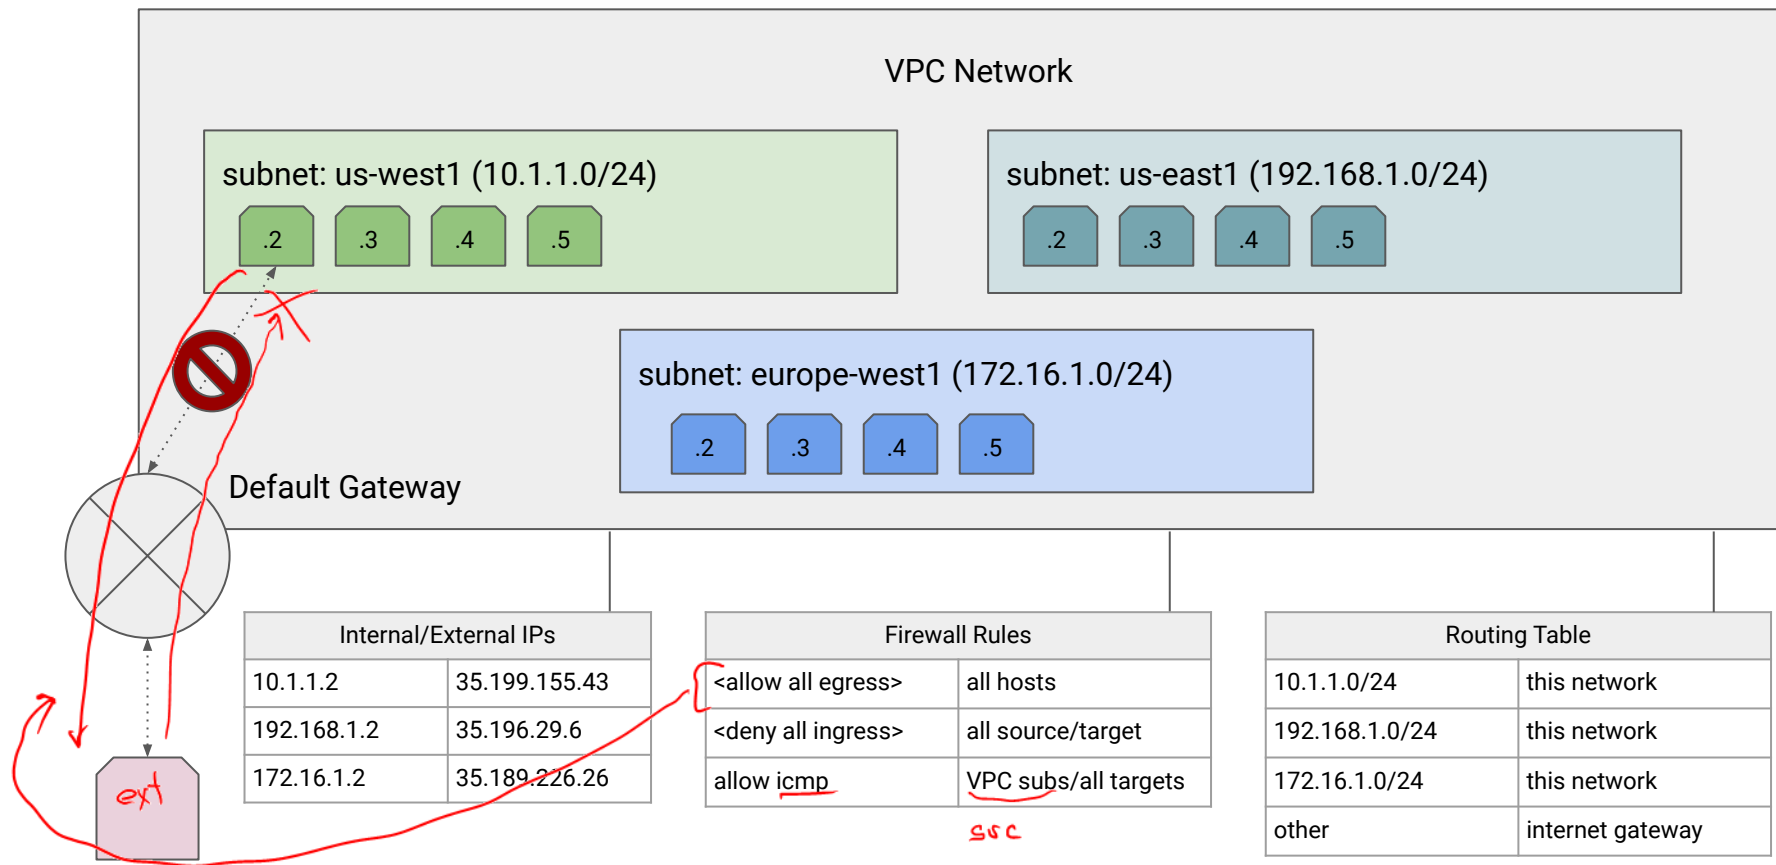 VPC Network
subnet: us-west1 (10.1.1.0/24)
.2 .3 .4 .5
subnet: us-east1 (192.168.1.0/24)
.2 .3 .4 .5
subnet: europe-west1 (172.16.1.0/24)
.2 .3 .4 .5
Default Gateway
ext
Internal/External IPs
10.1.1.2 35.199.155.43
192.168.1.2 35.196.29.6
172.16.1.2 35.189.226.26
Firewall Rules
<allow all egress> all hosts
<deny all ingress> all source/target
allow icmp VPC subs/all targets
src
Routing Table
10.1.1.0/24 this network
192.168.1.0/24 this network
172.16.1.0/24 this network
other internet gateway